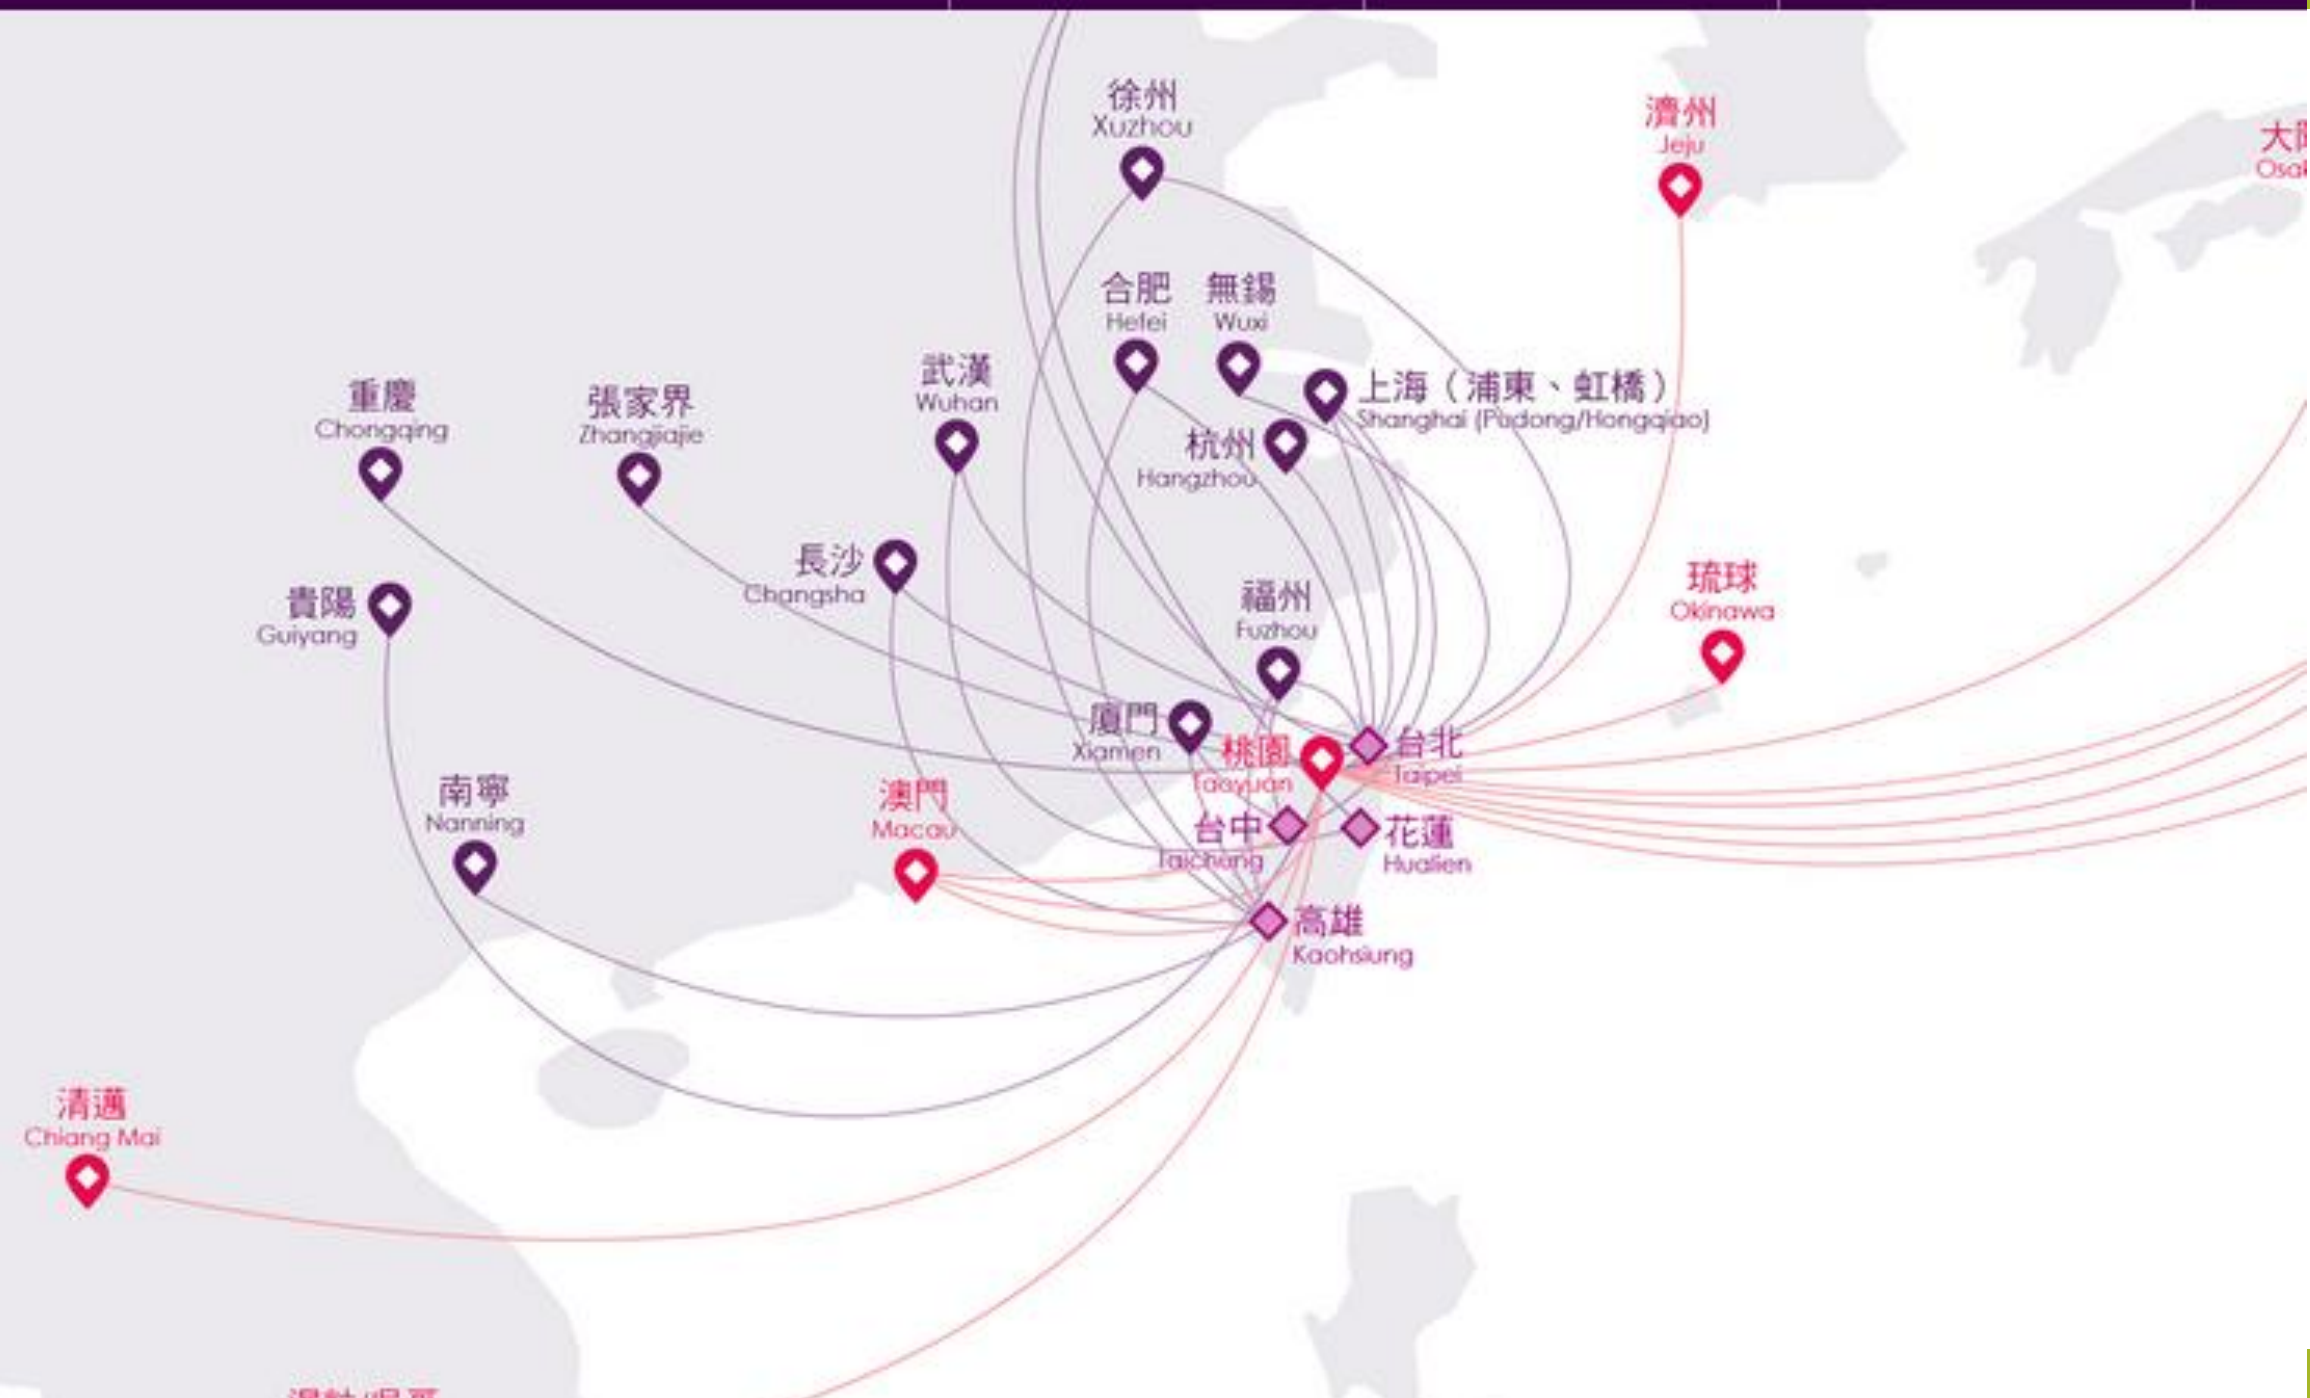 徐州
Xuzhou
濟州
Jeju
合肥
Hefei
無錫
Wuxi
武漢
Wuhan
上海（浦東、虹橋）
Shanghai (Pudong/Hongqiao)
重慶
Chongqing
張家界
Zhangjiajie
杭州
Hangzhou
長沙
Changsha
貴陽
Guiyang
福州
Fuzhou
琉球
Okinawa
廈門
Xiamen
桃園
Taoyuan
台北
Taipei
南寧
Nanning
澳門
Macau
台中
Taichung
花蓮
Hualien
高雄
Kaohsiung
清邁
Chiang Mai